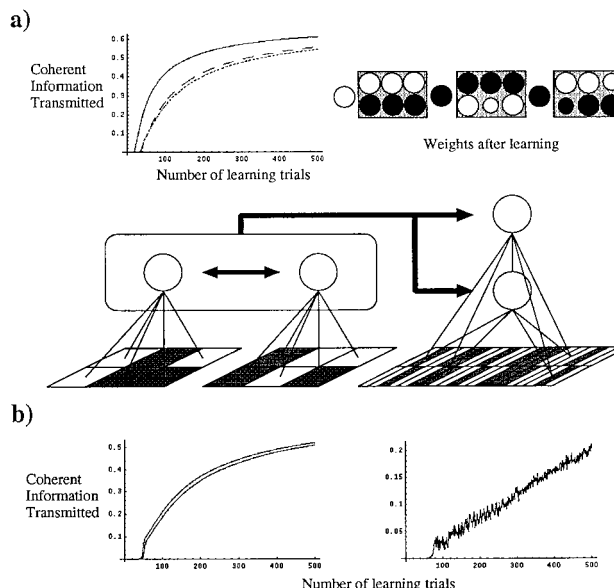 a)
0.6
0.5
0.4
0.3
0.2
0.1
100 200 300 400 500
Coherent
Information
Transmitted
Number of learning trials
Weights after learning
b)
Coherent
Information
Transmitted
0.5
0.4
0.3
0.2
0.1
100 200 300 400 500
0.2
0.15
0.1
0.05
100 200 300 400 500
Number of learning trials